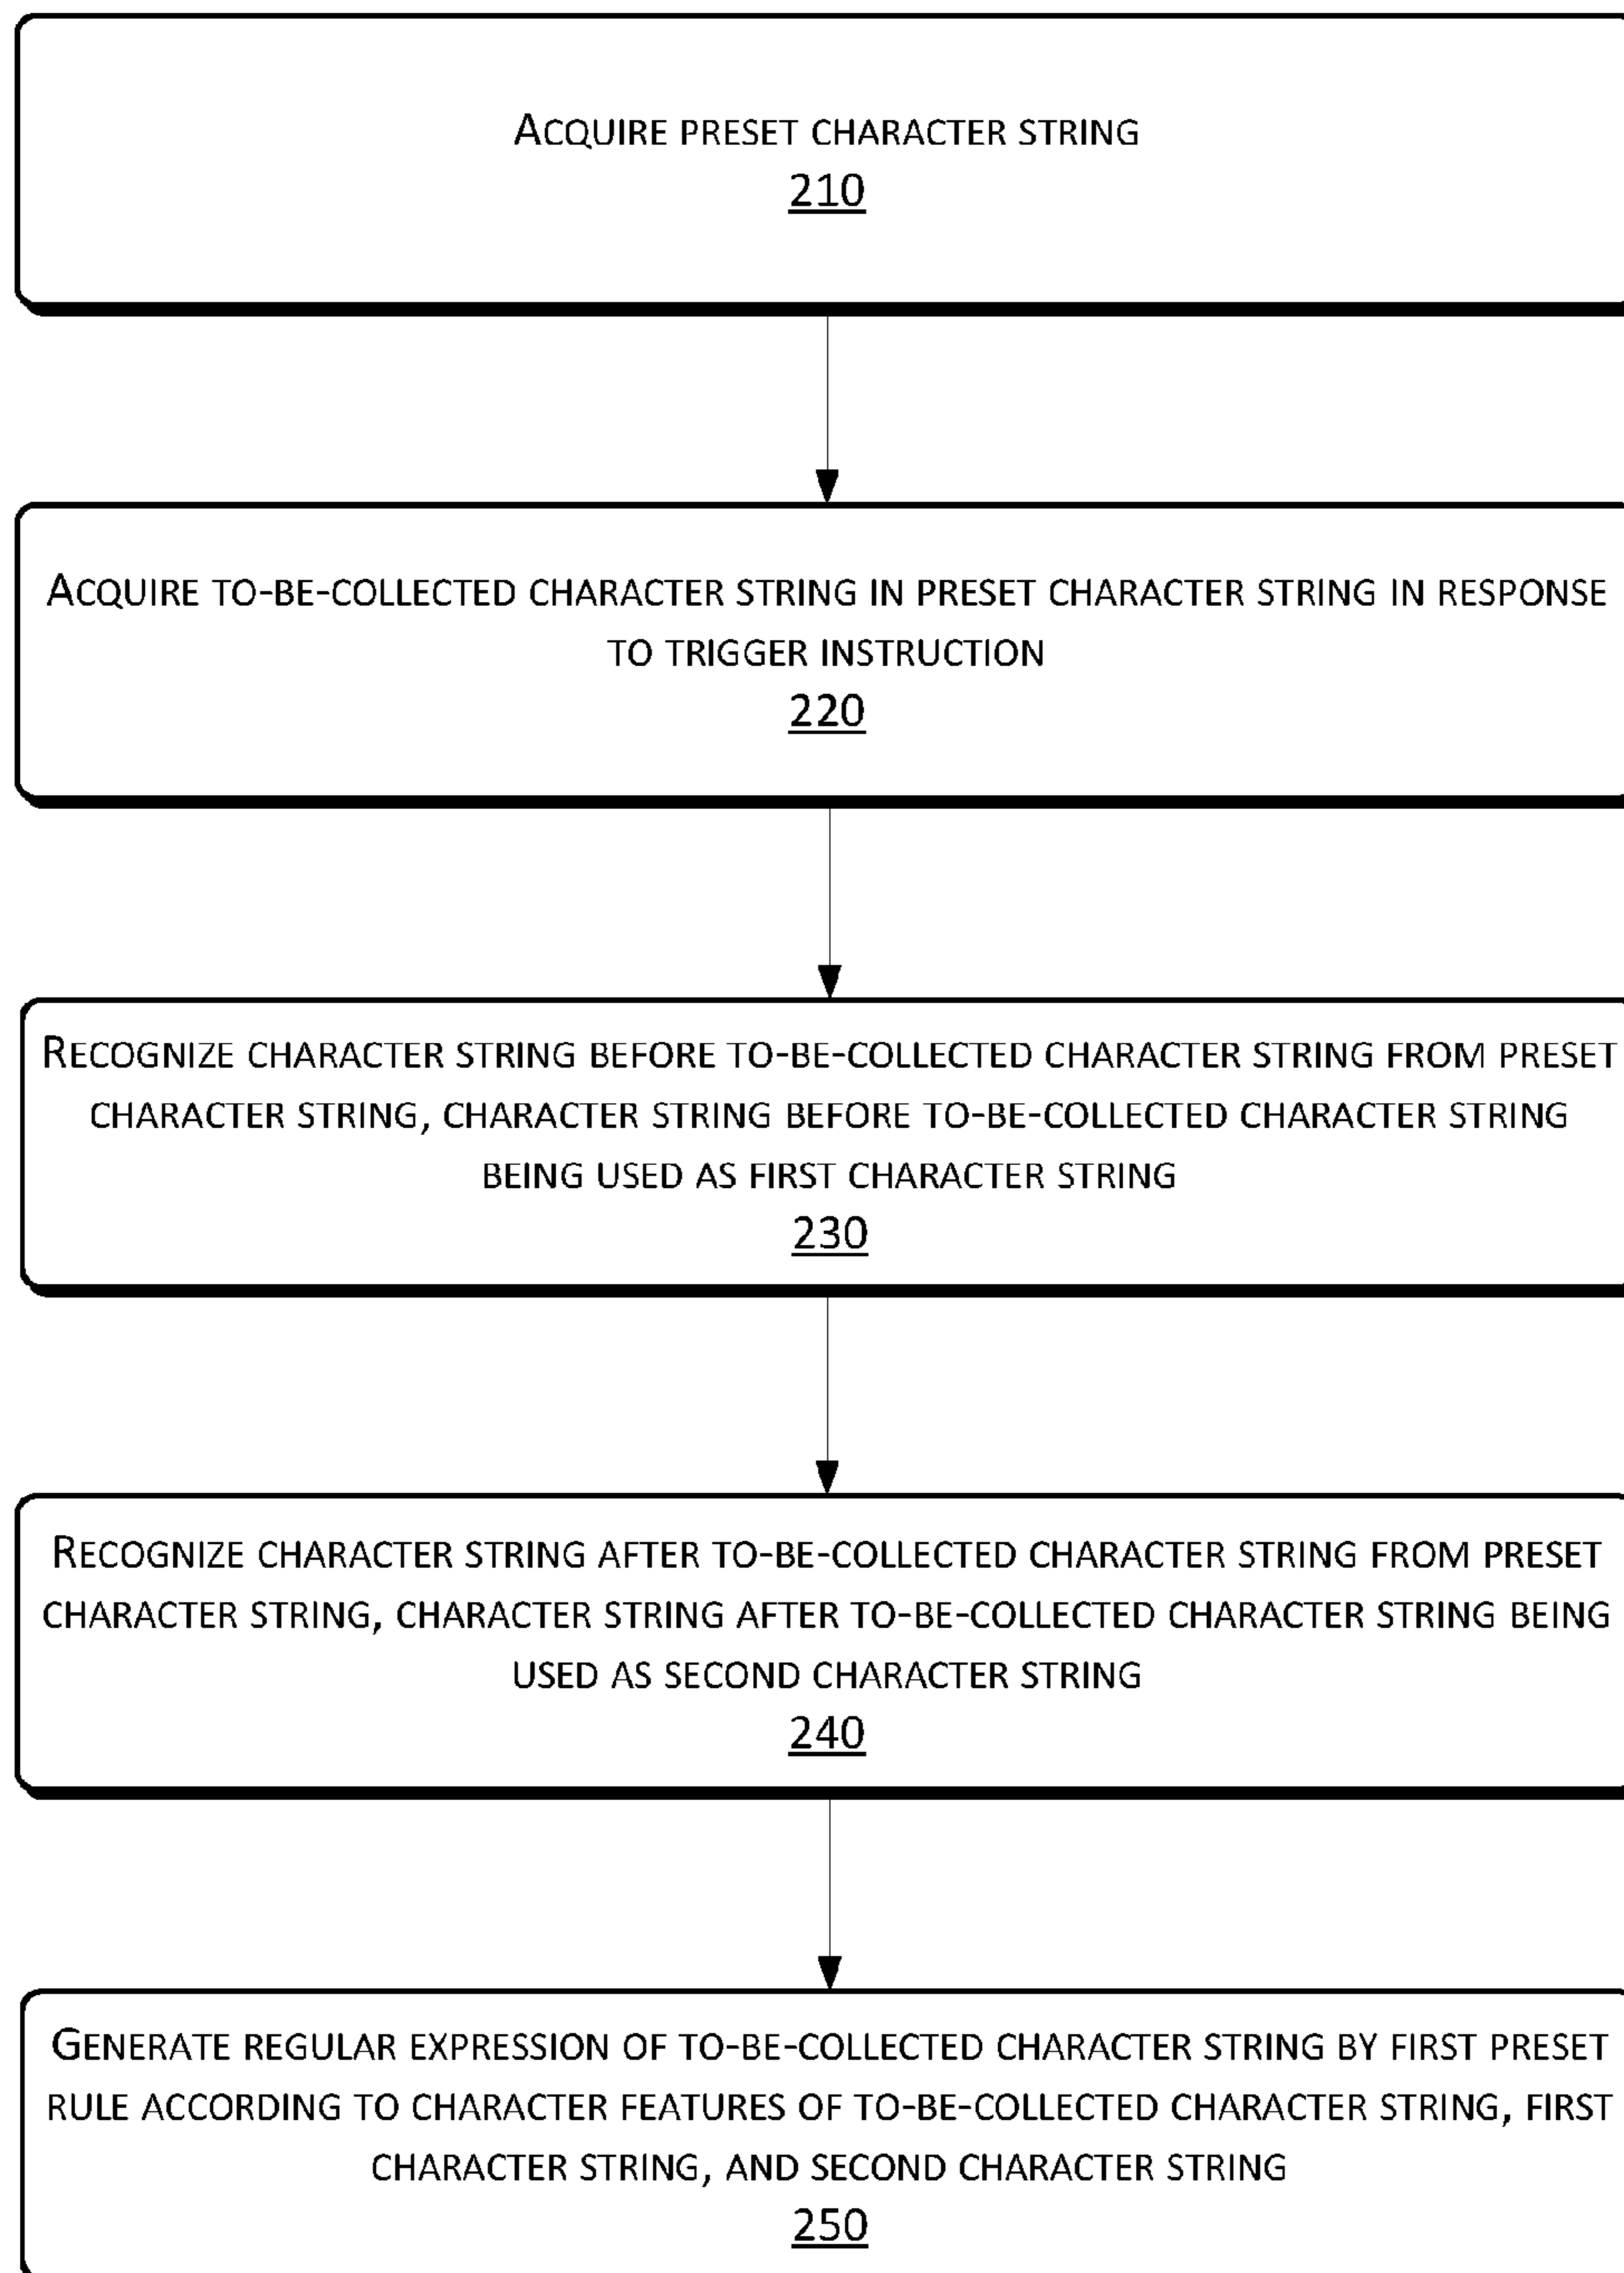 Acquire preset character string
210
Acquire to-be-collected character string in preset character string in response
to trigger instruction
220
Recognize character string before to-be-collected character string from preset
character string, character string before to-be-collected character string
being used as first character string
230
Recognize character string after to-be-collected character string from preset
character string, character string after to-be-collected character string being
used as second character string
240
Generate regular expression of to-be-collected character string by first preset
rule according to character features of to-be-collected character string, first
character string, and second character string
250